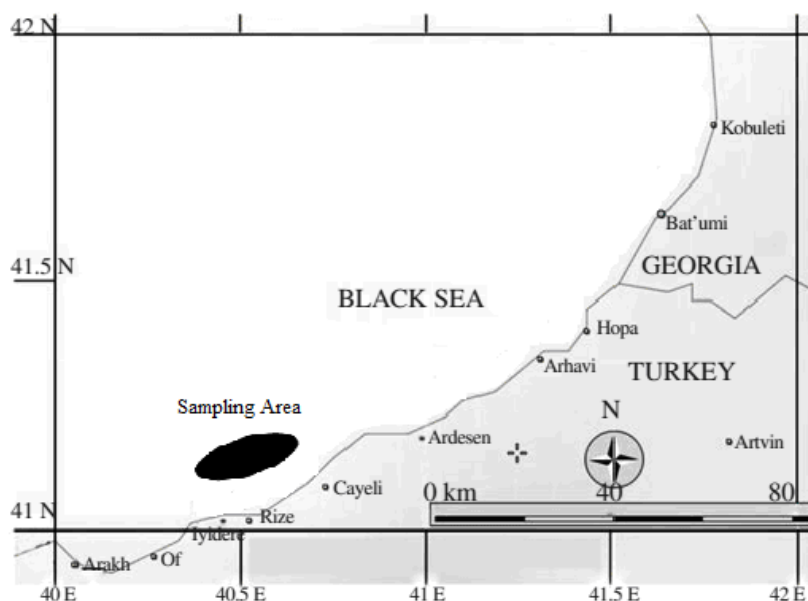 42 N
Kobuleti
Bat'umi
41.5 N
GEORGIA
BLACK SEA
Hopa
Arhavi
TURKEY
Sampling Area
N
Ardesen
Artvin
Cayeli
0 km 40 80
41 N
Rize
Iyidere
Arakh
Of
40 E 40.5 E 41 E 41.5 E 42 E